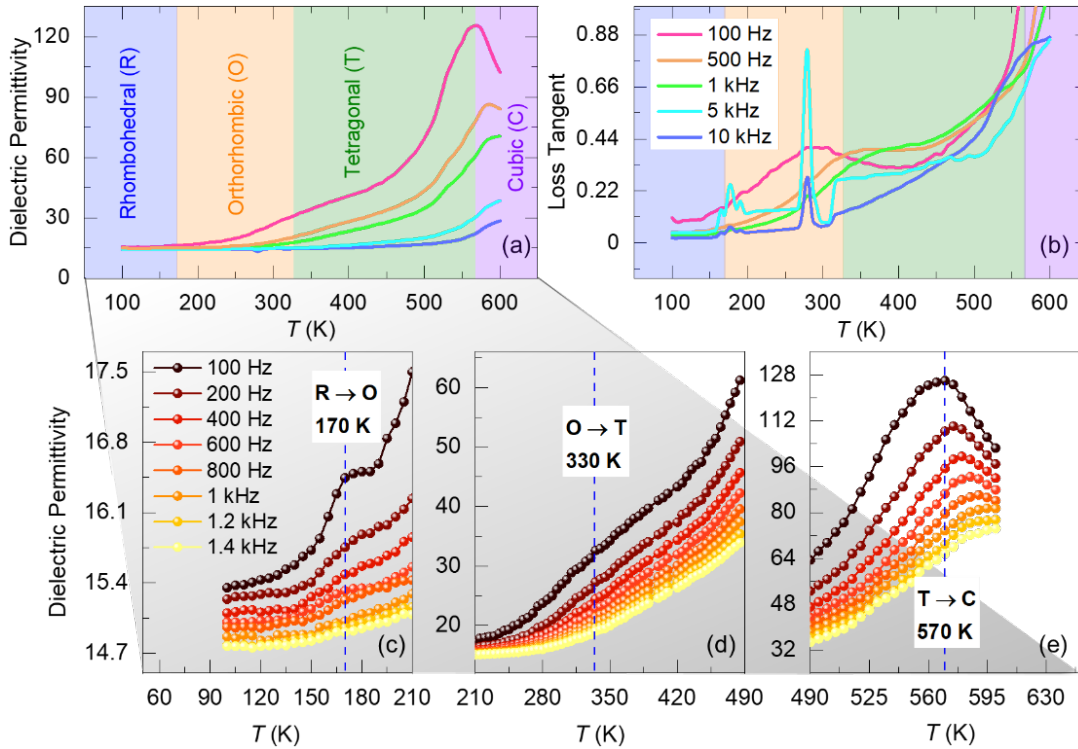 Dielectric Permittivity
120
90
60
30
0
Rhombohedral (R)
Orthorhombic (O)
Tetragonal (T)
Cubic (C)
(a)
100 200 300 400 500 600
T (K)
Loss Tangent
0.88
0.66
0.44
0.22
0
100 Hz
500 Hz
1 kHz
5 kHz
10 kHz
(b)
100 200 300 400 500 600
T (K)
Dielectric Permittivity
17.5
16.8
16.1
15.4
14.7
100 Hz
200 Hz
400 Hz
600 Hz
800 Hz
1 kHz
1.2 kHz
1.4 kHz
R → O
170 K
(c)
60 90 120 150 180 210
T (K)
60
50
40
30
20
O → T
330 K
(d)
210 280 350 420 490
T (K)
128
112
96
80
64
48
32
T → C
570 K
(e)
490 525 560 595 630
T (K)